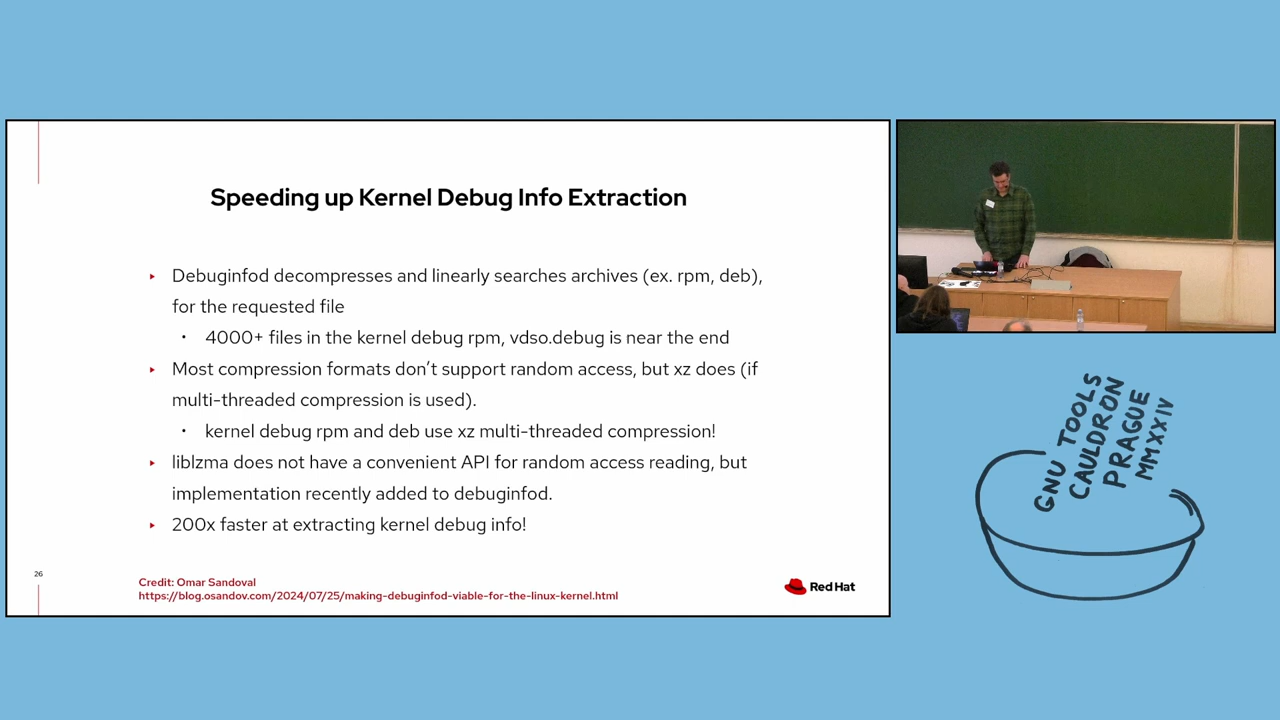 Speeding up Kernel Debug Info Extraction
▸ Debuginfod decompresses and linearly searches archives (ex. rpm, deb),
for the requested file
• 4000+ files in the kernel debug rpm, vdso.debug is near the end
▸ Most compression formats don't support random access, but xz does (if
multi-threaded compression is used).
• kernel debug rpm and deb use xz multi-threaded compression!
▸ liblzma does not have a convenient API for random access reading, but
implementation recently added to debuginfod.
▸ 200x faster at extracting kernel debug info!
26
Credit: Omar Sandoval
https://blog.osandov.com/2024/07/25/making-debuginfod-viable-for-the-linux-kernel.html
Red Hat
GNU TOOLS
CAULDRON
PRAGUE
MMXXIV